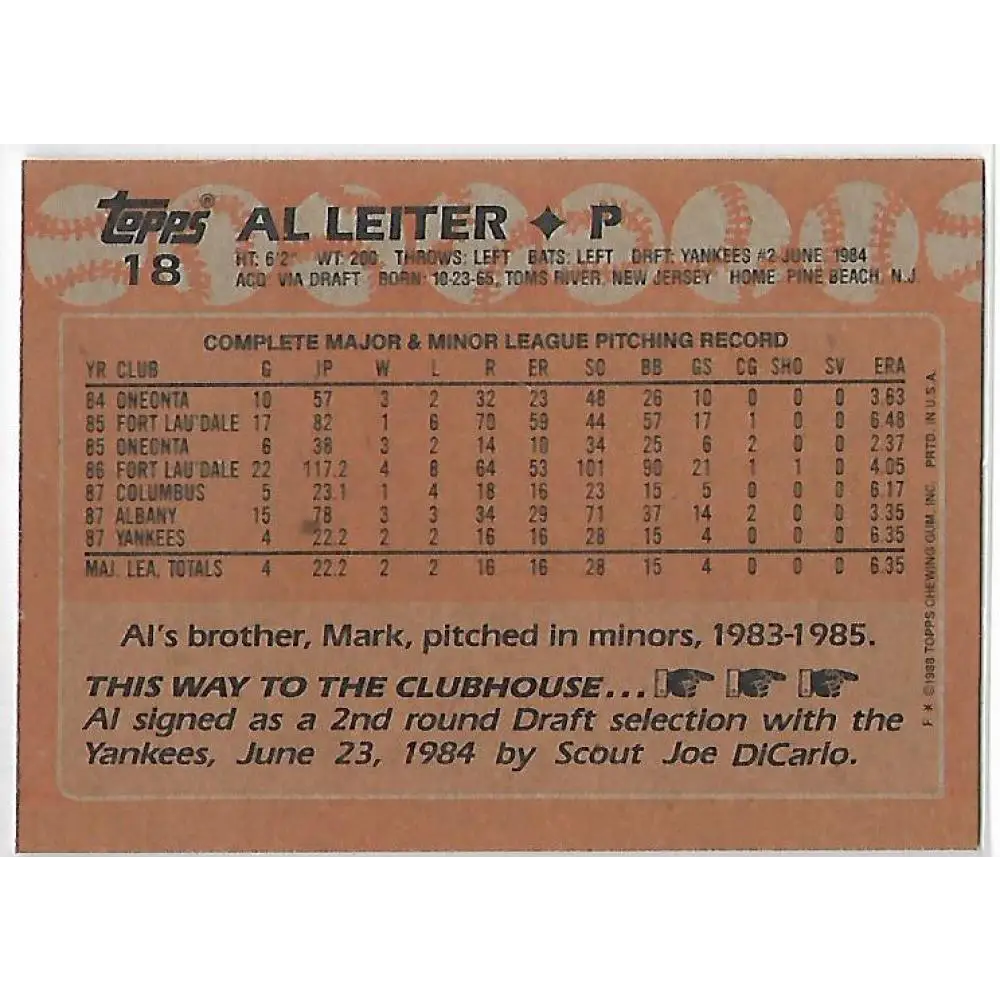 Topps® AL LEITER ✦ P
18
HT: 6'2" WT: 200 THROWS: LEFT BATS: LEFT DRFT: YANKEES #2-JUNE, 1984
ACQ: VIA DRAFT BORN: 10-23-65, TOMS RIVER, NEW JERSEY HOME: PINE BEACH, N.J.
COMPLETE MAJOR & MINOR LEAGUE PITCHING RECORD
YR CLUB G IP W L R ER SO BB GS CG SHO SV ERA
84 ONEONTA 10 57 3 2 32 23 48 26 10 0 0 0 3.63
85 FORT LAU'DALE 17 82 1 6 70 59 44 57 17 1 0 0 6.48
85 ONEONTA 6 38 3 2 14 10 34 25 6 2 0 0 2.37
86 FORT LAU'DALE 22 117.2 4 8 64 53 101 90 21 1 1 0 4.05
87 COLUMBUS 5 23.1 1 4 18 16 23 15 5 0 0 0 6.17
87 ALBANY 15 78 3 3 34 29 71 37 14 2 0 0 3.35
87 YANKEES 4 22.2 2 2 16 16 28 15 4 0 0 0 6.35
MAJ. LEA. TOTALS 4 22.2 2 2 16 16 28 15 4 0 0 0 6.35
Al's brother, Mark, pitched in minors, 1983-1985.
THIS WAY TO THE CLUBHOUSE...
Al signed as a 2nd round Draft selection with the
Yankees, June 23, 1984 by Scout Joe DiCarlo.
F * ©1988 TOPPS CHEWING GUM, INC. PRTD. IN U.S.A.